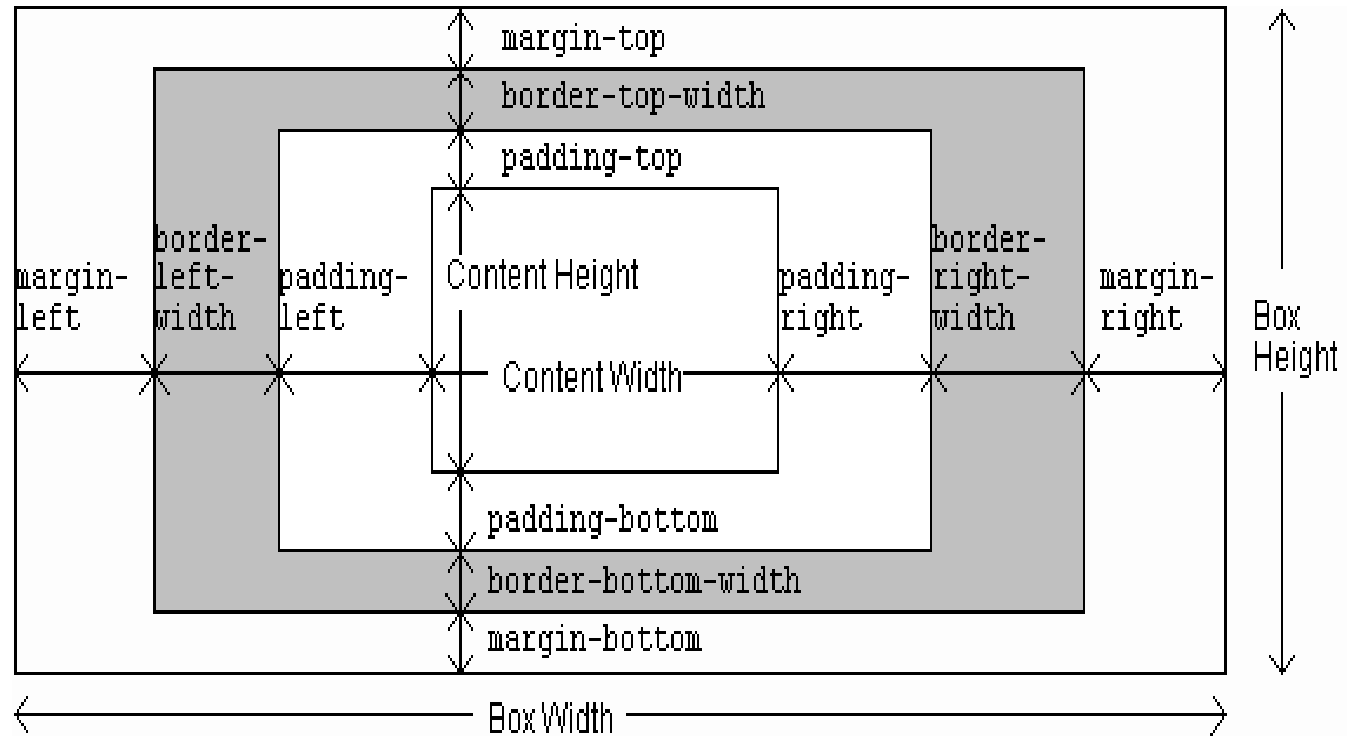 margin-top
border-top-width
padding-top
margin-
left
border-
left-
width
padding-
left
Content Height
Content Width
padding-
right
border-
right-
width
margin-
right
Box
Height
padding-bottom
border-bottom-width
margin-bottom
Box Width